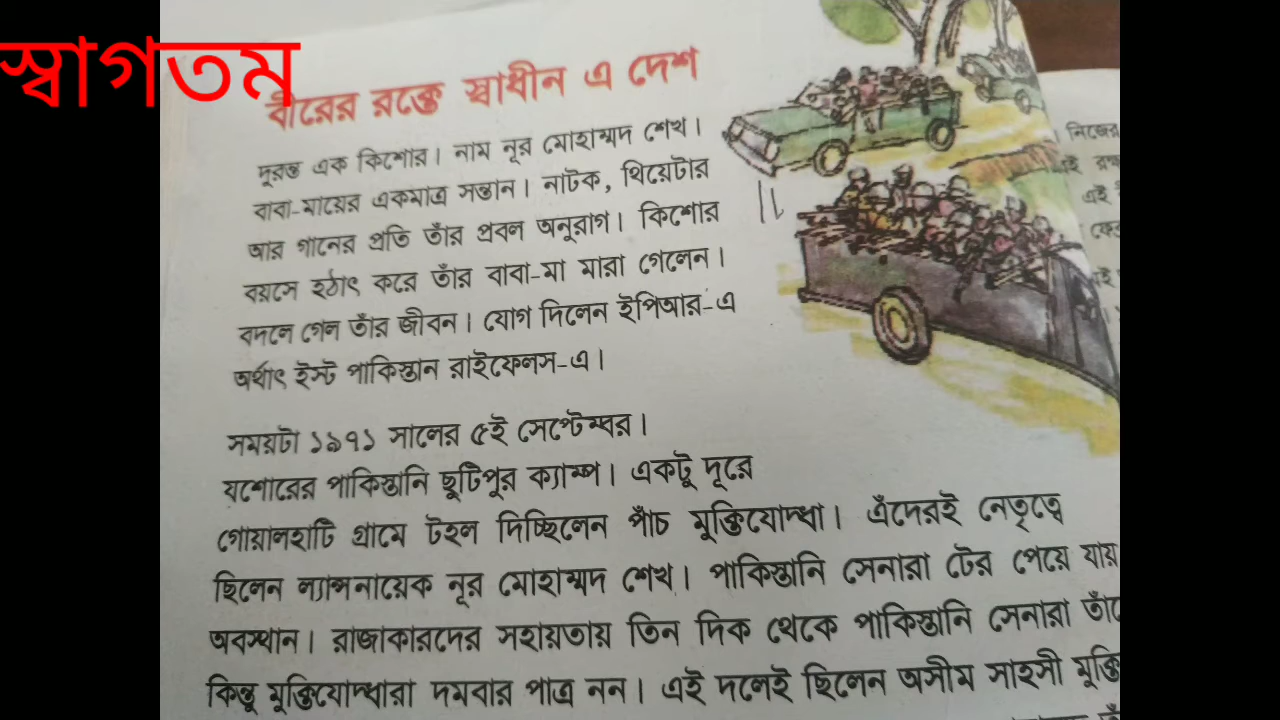 স্বাগতম
বীরের রক্তে স্বাধীন এ দেশ
দুরন্ত এক কিশোর। নাম নূর মোহাম্মদ শেখ।
বাবা-মায়ের একমাত্র সন্তান। নাটক, থিয়েটার
আর গানের প্রতি তাঁর প্রবল অনুরাগ। কিশোর
বয়সে হঠাৎ করে তাঁর বাবা-মা মারা গেলেন।
বদলে গেল তাঁর জীবন। যোগ দিলেন ইপিআর-এ
অর্থাৎ ইস্ট পাকিস্তান রাইফেলস-এ।
সময়টা ১৯৭১ সালের ৫ই সেপ্টেম্বর।
যশোরের পাকিস্তানি ছুটিপুর ক্যাম্প। একটু দূরে
গোয়ালহাটি গ্রামে টহল দিচ্ছিলেন পাঁচ মুক্তিযোদ্ধা। এঁদেরই নেতৃত্বে
ছিলেন ল্যান্সনায়েক নূর মোহাম্মদ শেখ। পাকিস্তানি সেনারা টের পেয়ে যায়
অবস্থান। রাজাকারদের সহায়তায় তিন দিক থেকে পাকিস্তানি সেনারা
কিন্তু মুক্তিযোদ্ধারা দমবার পাত্র নন। এই দলেই ছিলেন অসীম সাহসী মুক্তি
নিজের
এই